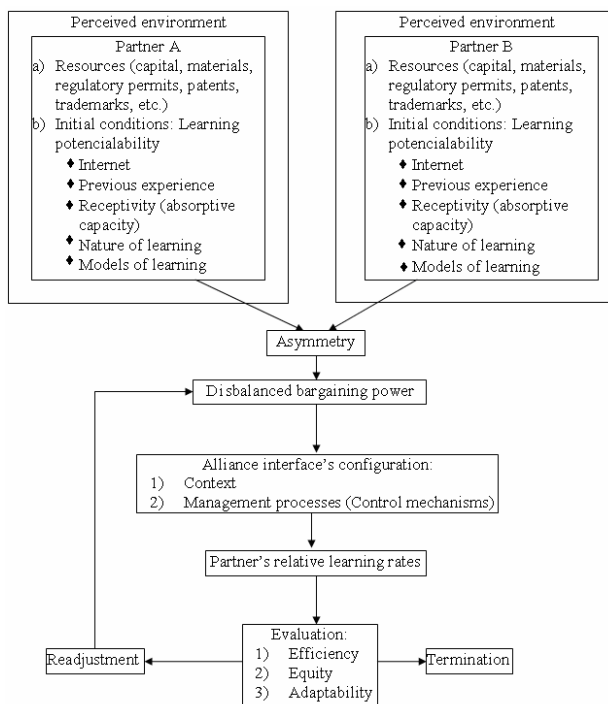 Perceived environment
Partner A
a) Resources (capital, materials,
regulatory permits, patents,
trademarks, etc.)
b) Initial conditions: Learning
potencialability
♦ Internet
♦ Previous experience
♦ Receptivity (absorptive
capacity)
♦ Nature of learning
♦ Models of learning
Perceived environment
Partner B
a) Resources (capital, materials,
regulatory permits, patents,
trademarks, etc.)
b) Initial conditions: Learning
potencialability
♦ Internet
♦ Previous experience
♦ Receptivity (absorptive
capacity)
♦ Nature of learning
♦ Models of learning
Asymmetry
Disbalanced bargaining power
Alliance interface's configuration:
1) Context
2) Management processes (Control mechanisms)
Partner's relative learning rates
Evaluation:
1) Efficiency
2) Equity
3) Adaptability
Readjustment
Termination